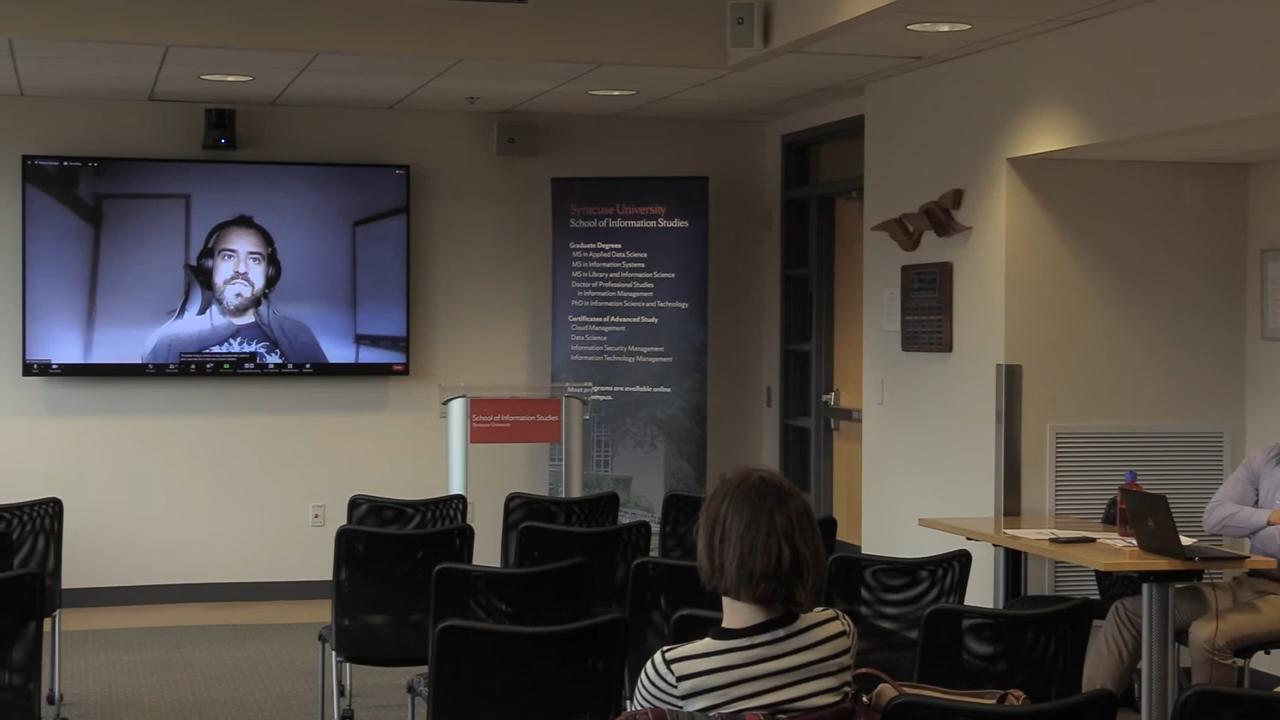 Syracuse University
School of Information Studies
Graduate Degrees
MS in Applied Data Science
MS in Information Systems
MS in Library and Information Science
Doctor of Professional Studies
in Information Management
PhD in Information Science and Technology
Certificates of Advanced Study
Cloud Management
Data Science
Information Security Management
Information Technology Management
Most
are available online
School of Information Studies
Syracuse University